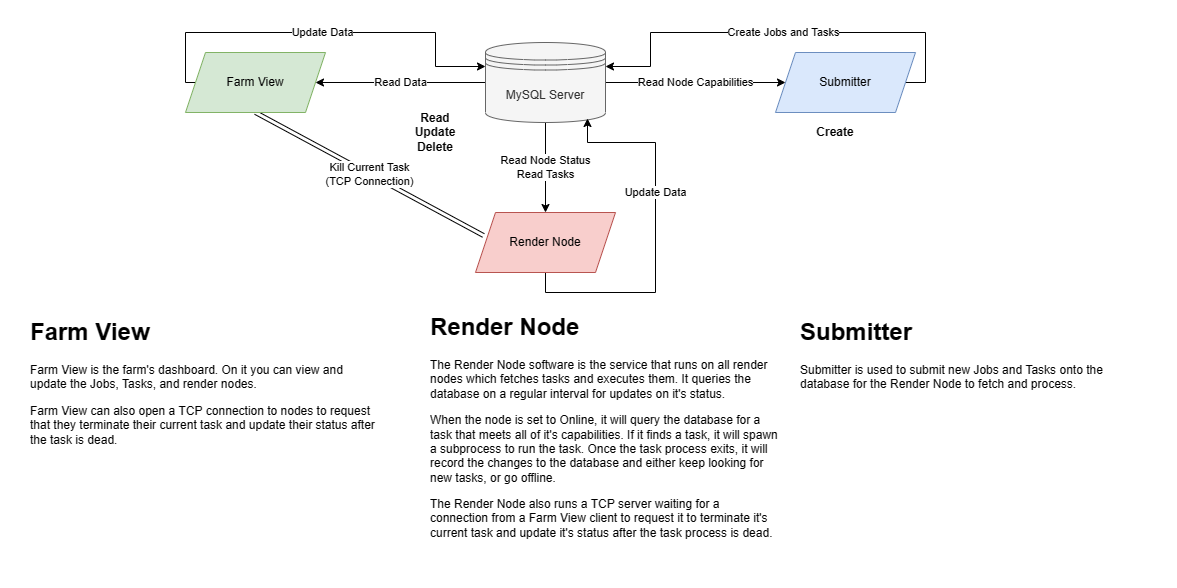 Update Data
Create Jobs and Tasks
Farm View
Read Data
MySQL Server
Read Node Capabilities
Submitter
Read
Update
Delete
Create
Kill Current Task
(TCP Connection)
Read Node Status
Read Tasks
Update Data
Render Node
Farm View
Farm View is the farm's dashboard. On it you can view and
update the Jobs, Tasks, and render nodes.
Farm View can also open a TCP connection to nodes to request
that they terminate their current task and update their status after
the task is dead.
Render Node
The Render Node software is the service that runs on all render
nodes which fetches tasks and executes them. It queries the
database on a regular interval for updates on it's status.
When the node is set to Online, it will query the database for a
task that meets all of it's capabilities. If it finds a task, it will spawn
a subprocess to run the task. Once the task process exits, it will
record the changes to the database and either keep looking for
new tasks, or go offline.
The Render Node also runs a TCP server waiting for a
connection from a Farm View client to request it to terminate it's
current task and update it's status after the task process is dead.
Submitter
Submitter is used to submit new Jobs and Tasks onto the
database for the Render Node to fetch and process.